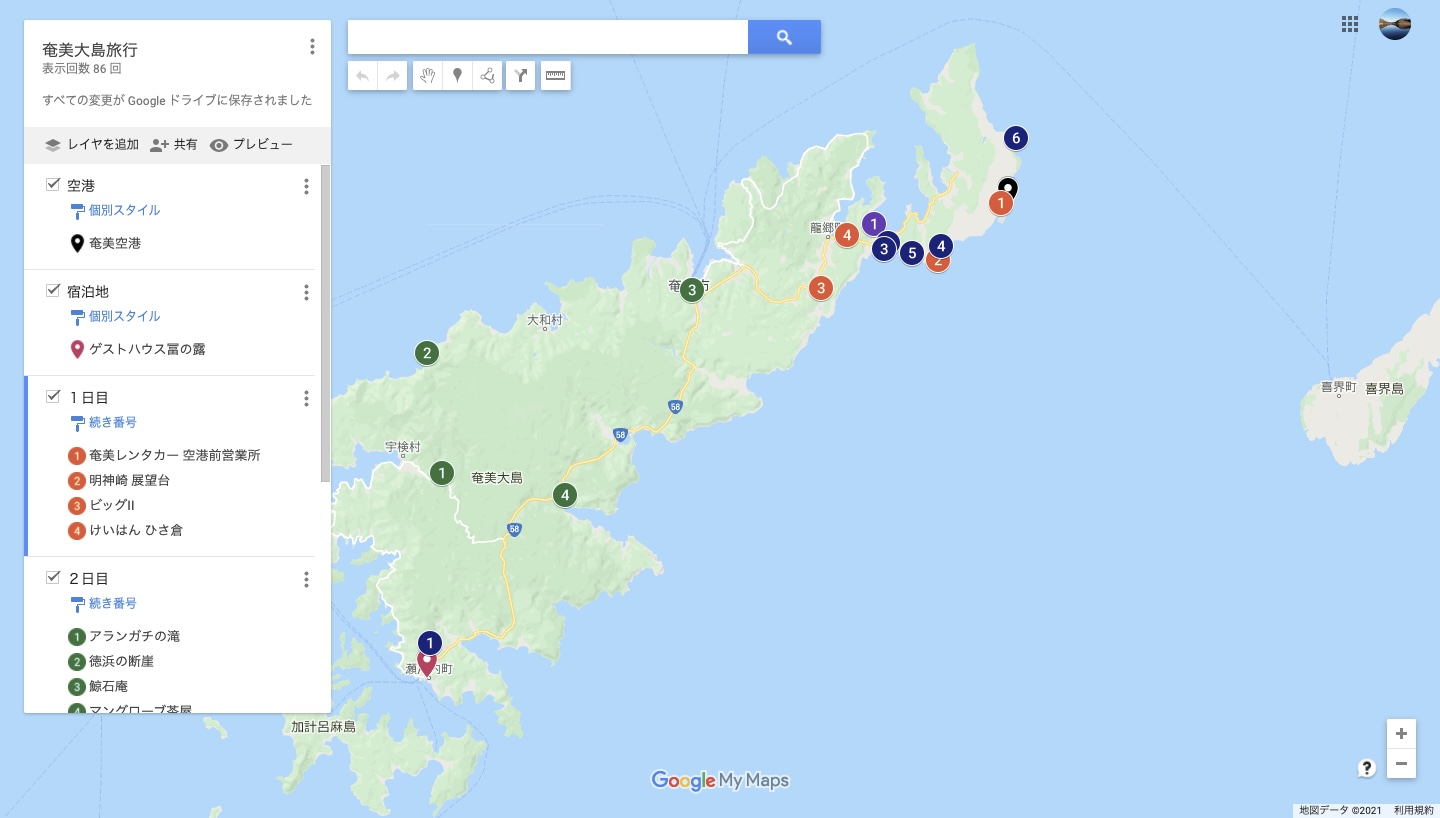 奄美大島旅行
表示回数 86 回
すべての変更が Google ドライブに保存されました
レイヤを追加 共有 プレビュー
空港
個別スタイル
奄美空港
宿泊地
個別スタイル
ゲストハウス冨の露
１日目
続き番号
1 奄美レンタカー 空港前営業所
2 明神崎 展望台
3 ビッグII
4 けいはん ひさ倉
２日目
続き番号
1 アランガチの滝
2 徳浜の断崖
3 鯨石庵
4 マングローブ茶屋
6
1
龍郷
4
1
3
5
4
2
3
奄
3
市
大和村
2
58
喜界町
喜界島
58
宇検村
1
奄美大島
4
58
1
瀬
内町
加計呂麻島
Google My Maps
+
?
−
地図データ ©2021 利用規約